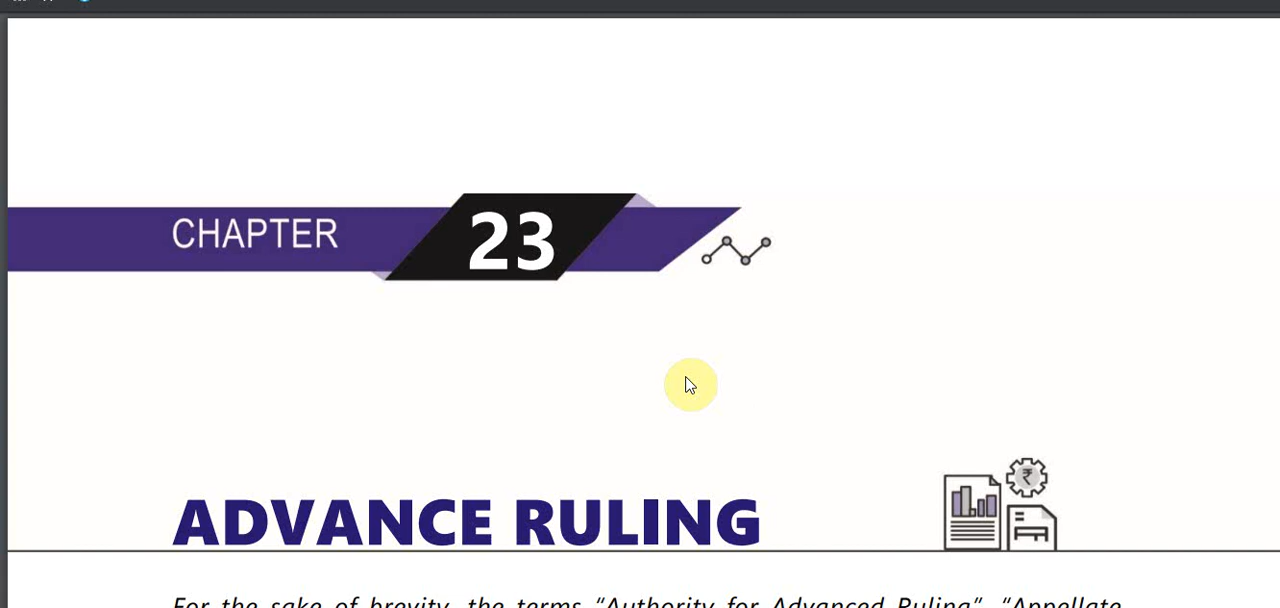 CHAPTER 23
ADVANCE RULING
For the sake of brevity, the terms “Authority for Advanced Ruling”, “Appellate